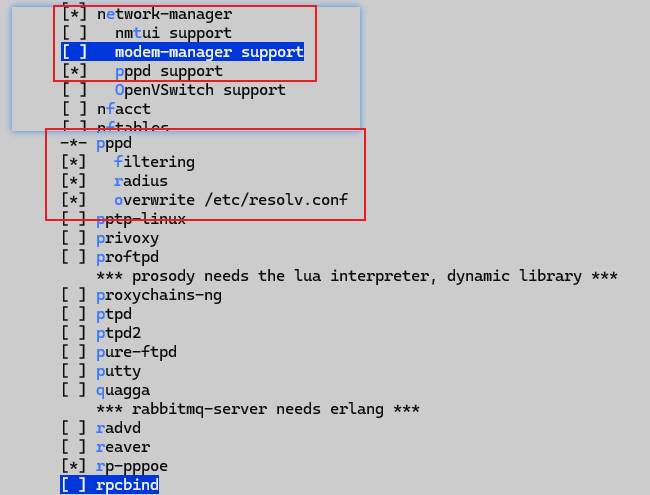 [*] network-manager
[ ] nmtui support
[ ] modem-manager support
[*] pppd support
[ ] OpenVSwitch support
[ ] nfacct
[ ] nftables
-*- pppd
[*] filtering
[*] radius
[*] overwrite /etc/resolv.conf
[ ] pptp-linux
[ ] privoxy
[ ] proftpd
*** prosody needs the lua interpreter, dynamic library ***
[ ] proxychains-ng
[ ] ptpd
[ ] ptpd2
[ ] pure-ftpd
[ ] putty
[ ] quagga
*** rabbitmq-server needs erlang ***
[ ] radvd
[ ] reaver
[*] rp-pppoe
[ ] rpcbind